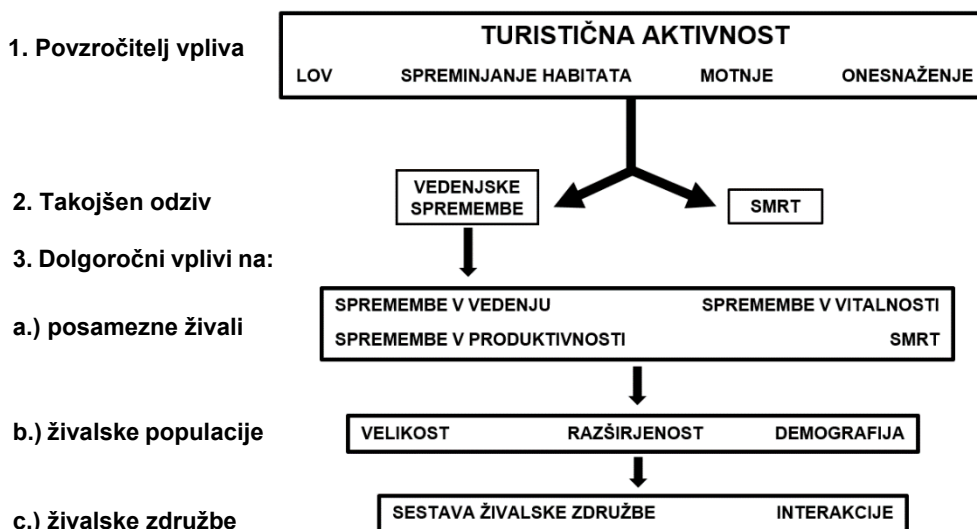 TURISTIČNA AKTIVNOST
1. Povzročitelj vpliva
LOV SPREMINJANJE HABITATA MOTNJE ONESNAŽENJE
VEDENJSKE
SPREMEMBE
2. Takojšen odziv
SMRT
3. Dolgoročni vplivi na:
SPREMEMBE V VEDENJU SPREMEMBE V VITALNOSTI
a.) posamezne živali
SPREMEMBE V PRODUKTIVNOSTI SMRT
b.) živalske populacije
VELIKOST RAZŠIRJENOST DEMOGRAFIJA
SESTAVA ŽIVALSKE ZDRUŽBE INTERAKCIJE
c.) živalske združbe